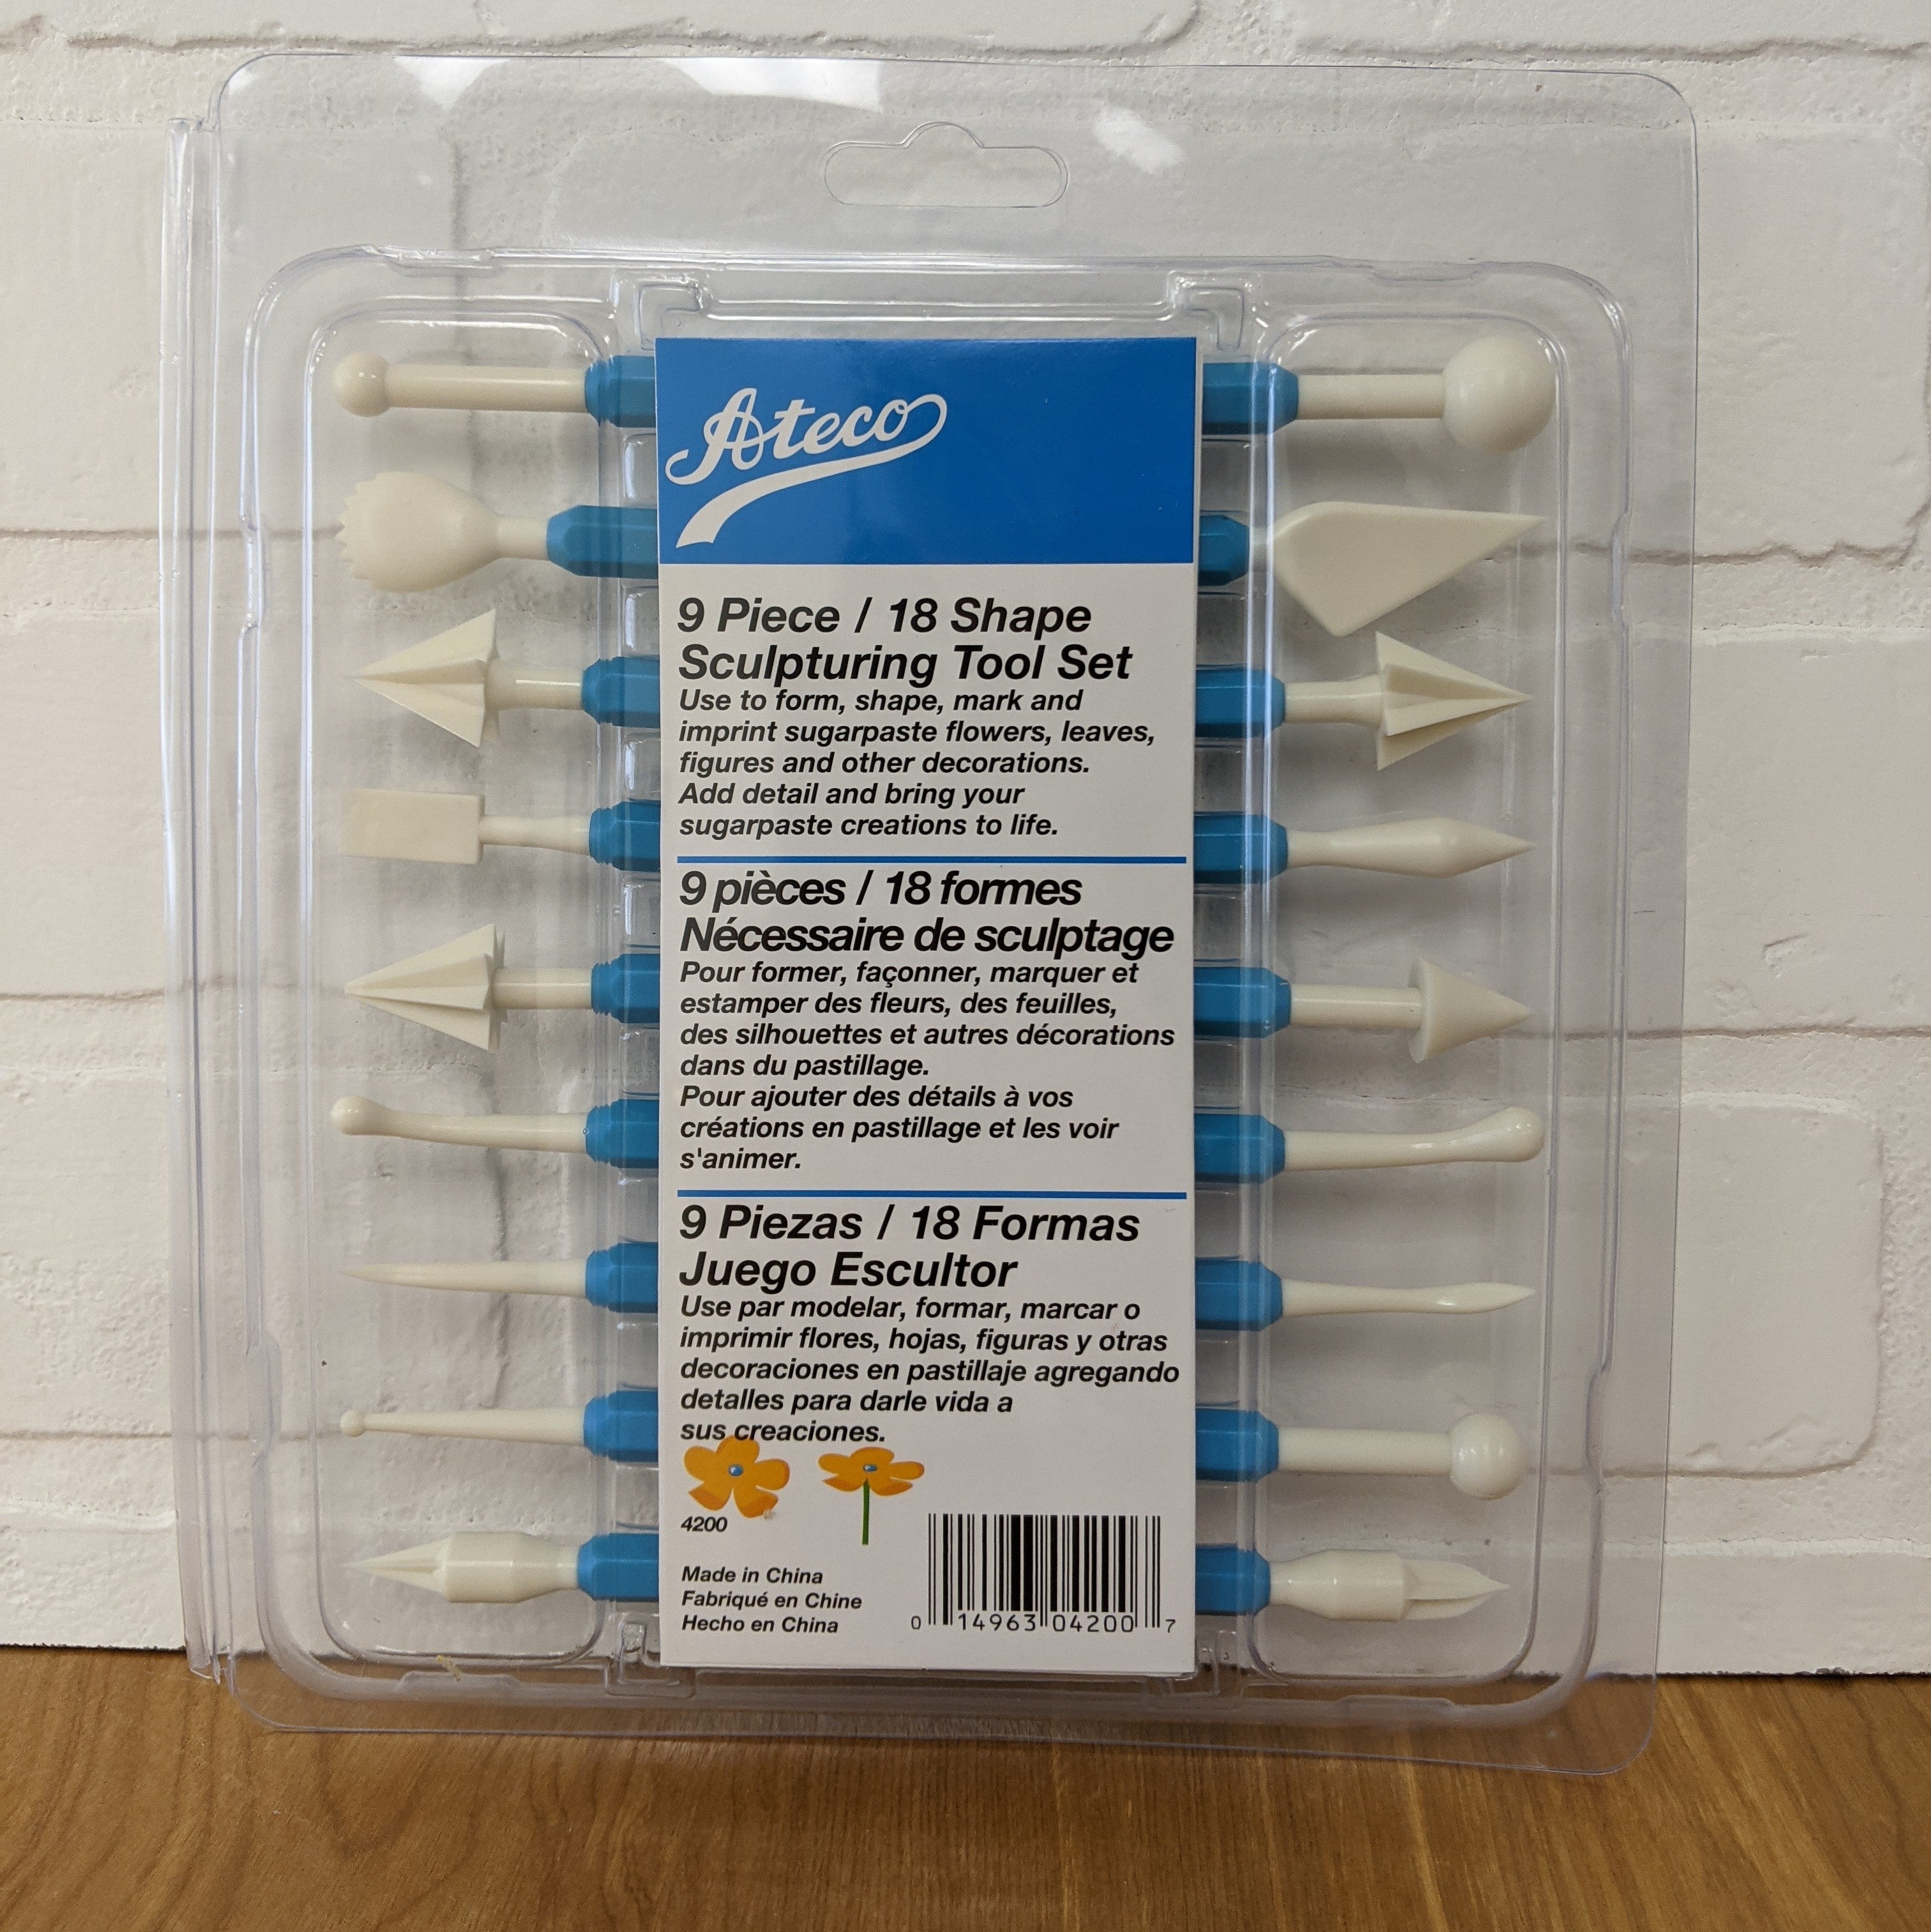 Ateco
9 Piece / 18 Shape
Sculpturing Tool Set
Use to form, shape, mark and
imprint sugarpaste flowers, leaves,
figures and other decorations.
Add detail and bring your
sugarpaste creations to life.
9 pièces / 18 formes
Nécessaire de sculptage
Pour former, façonner, marquer et
estamper des fleurs, des feuilles,
des silhouettes et autres décorations
dans du pastillage.
Pour ajouter des détails à vos
créations en pastillage et les voir
s'animer.
9 Piezas / 18 Formas
Juego Escultor
Use par modelar, formar, marcar o
imprimir flores, hojas, figuras y otras
decoraciones en pastillaje agregando
detalles para darle vida a
sus creaciones.
4200
Made in China
Fabriqué en Chine
Hecho en China
0 14963 04200 7